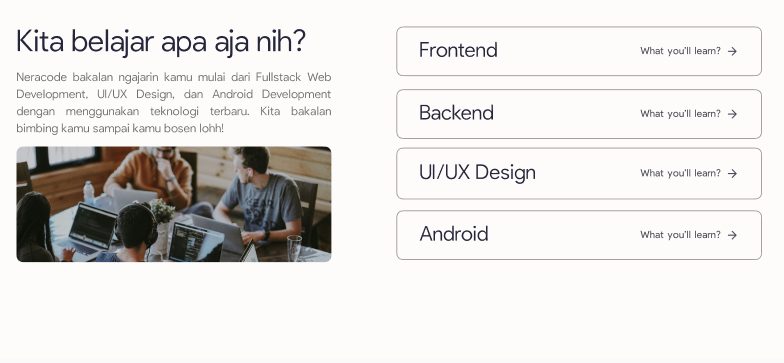 Kita belajar apa aja nih?
Neracode bakalan ngajarin kamu mulai dari Fullstack Web
Development, UI/UX Design, dan Android Development
dengan menggunakan teknologi terbaru. Kita bakalan
bimbing kamu sampai kamu bosen lohh!
Frontend What you'll learn? →
Backend What you'll learn? →
UI/UX Design What you'll learn? →
Android What you'll learn? →